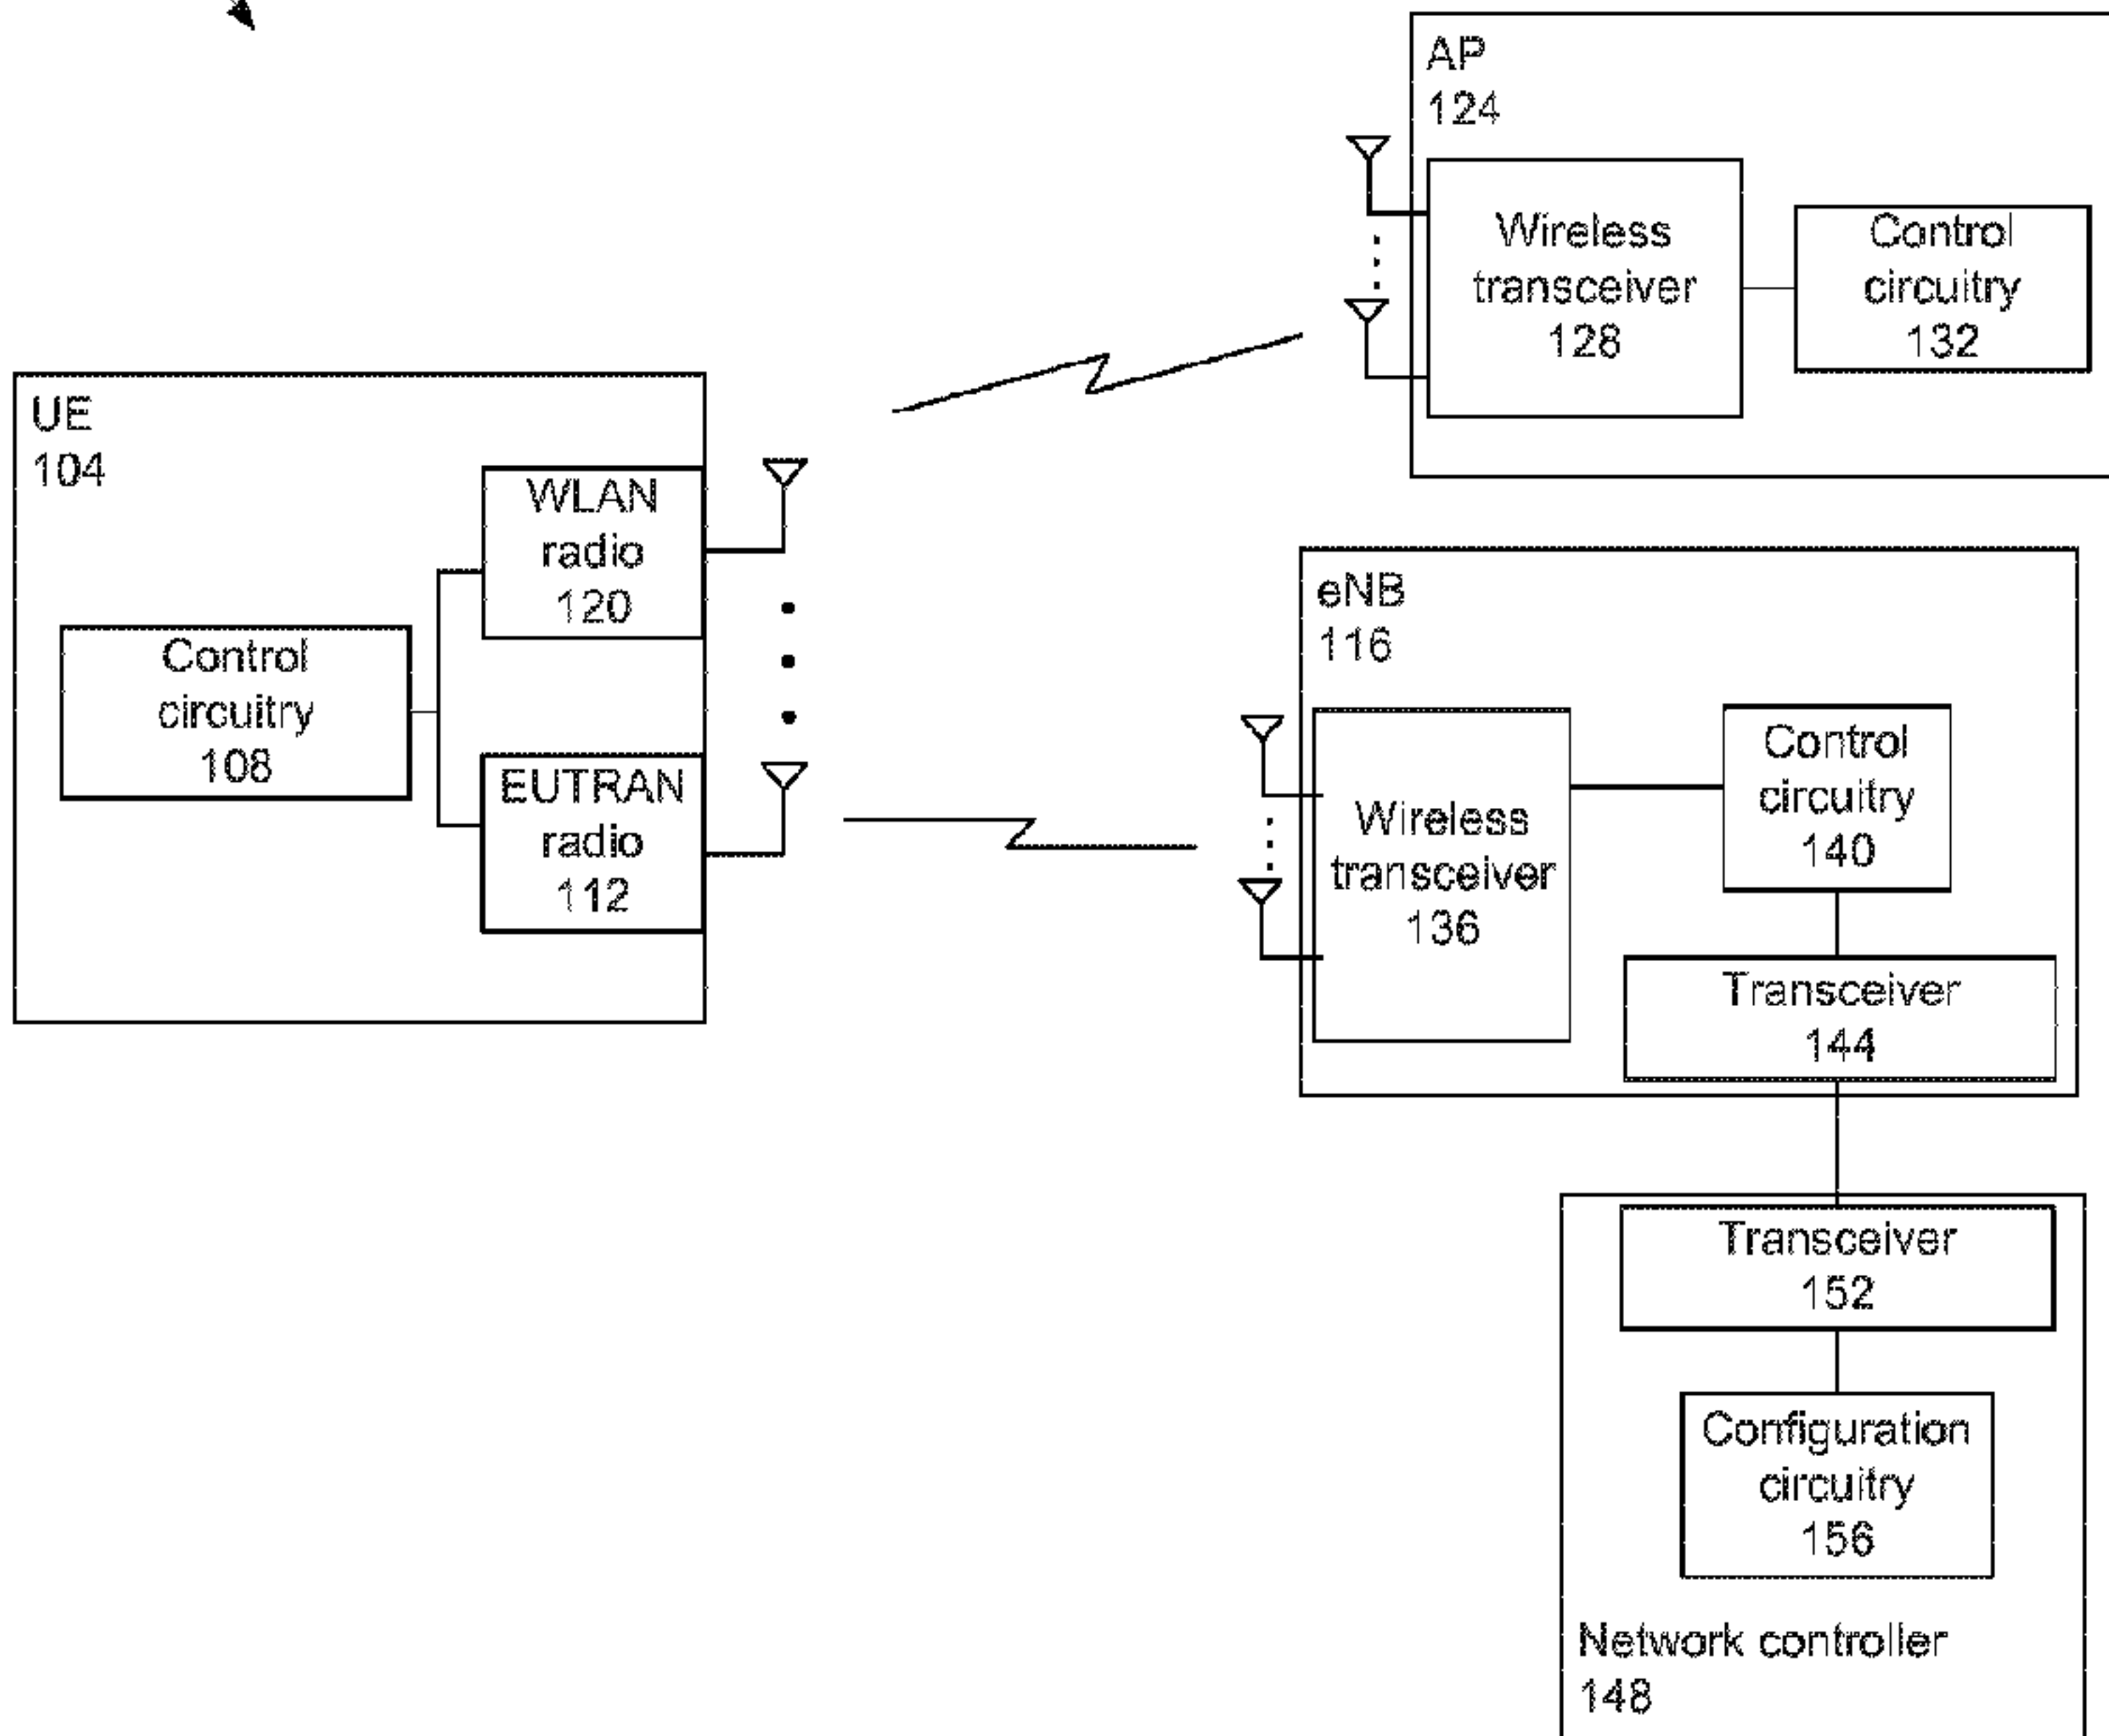 AP
124
Wireless
transceiver
128
Control
circuitry
132
UE
104
WLAN
radio
120
Control
circuitry
108
EUTRAN
radio
112
eNB
116
Wireless
transceiver
136
Control
circuitry
140
Transceiver
144
Transceiver
152
Configuration
circuitry
156
Network controller
148